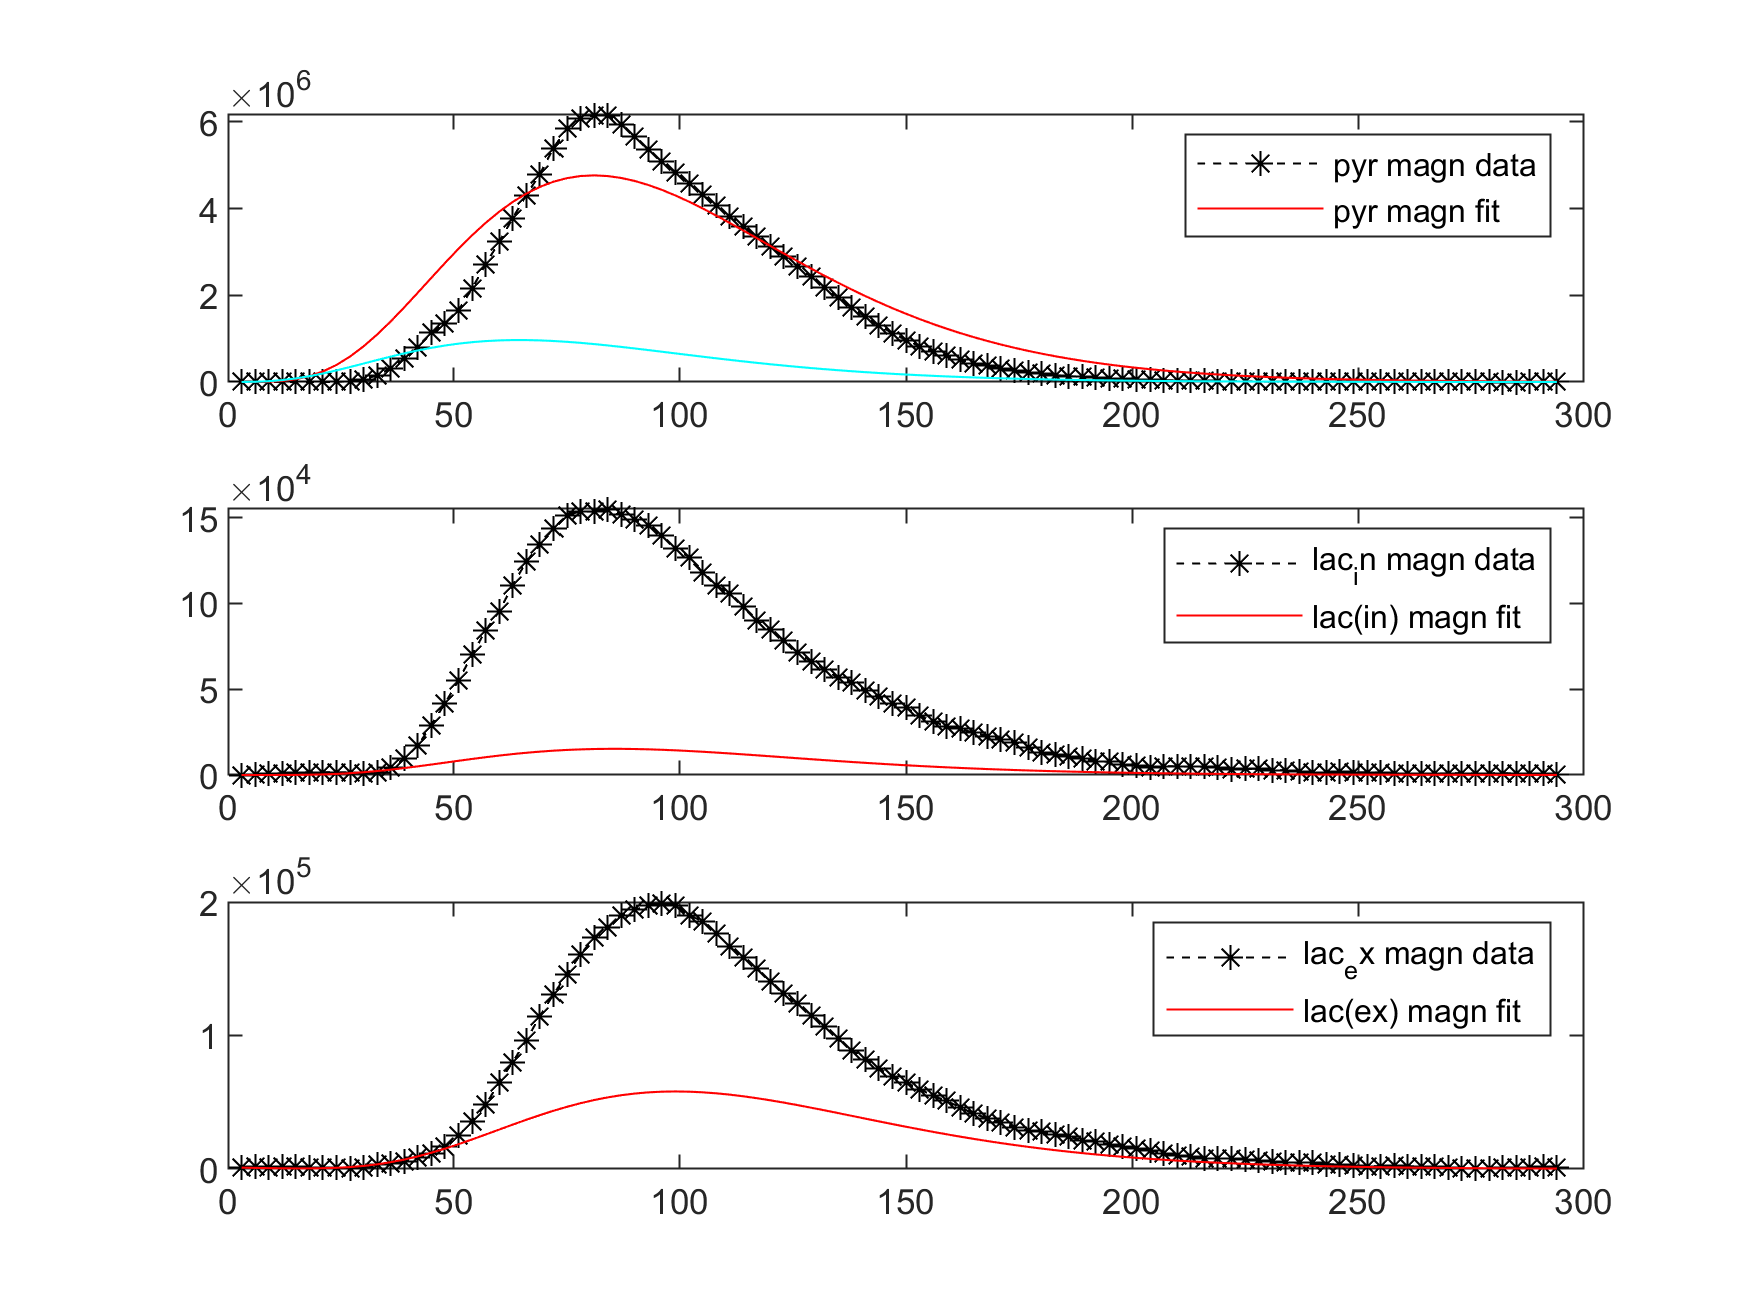 ×10^6
6
4
2
0
0 50 100 150 200 250 300
pyr magn data
pyr magn fit
×10^4
15
10
5
0
0 50 100 150 200 250 300
lac_in magn data
lac(in) magn fit
×10^5
2
1
0
0 50 100 150 200 250 300
lac_ex magn data
lac(ex) magn fit